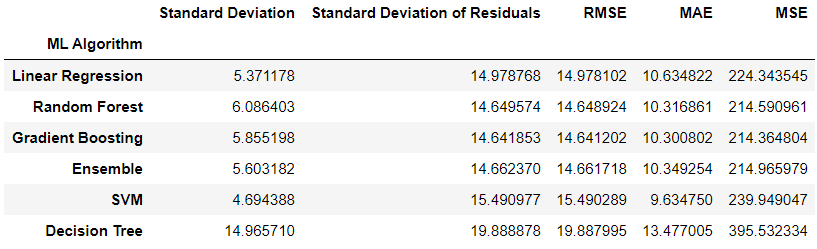 Standard Deviation Standard Deviation of Residuals RMSE MAE MSE
ML Algorithm
Linear Regression 5.371178 14.978768 14.978102 10.634822 224.343545
Random Forest 6.086403 14.649574 14.648924 10.316861 214.590961
Gradient Boosting 5.855198 14.641853 14.641202 10.300802 214.364804
Ensemble 5.603182 14.662370 14.661718 10.349254 214.965979
SVM 4.694388 15.490977 15.490289 9.634750 239.949047
Decision Tree 14.965710 19.888878 19.887995 13.477005 395.532334